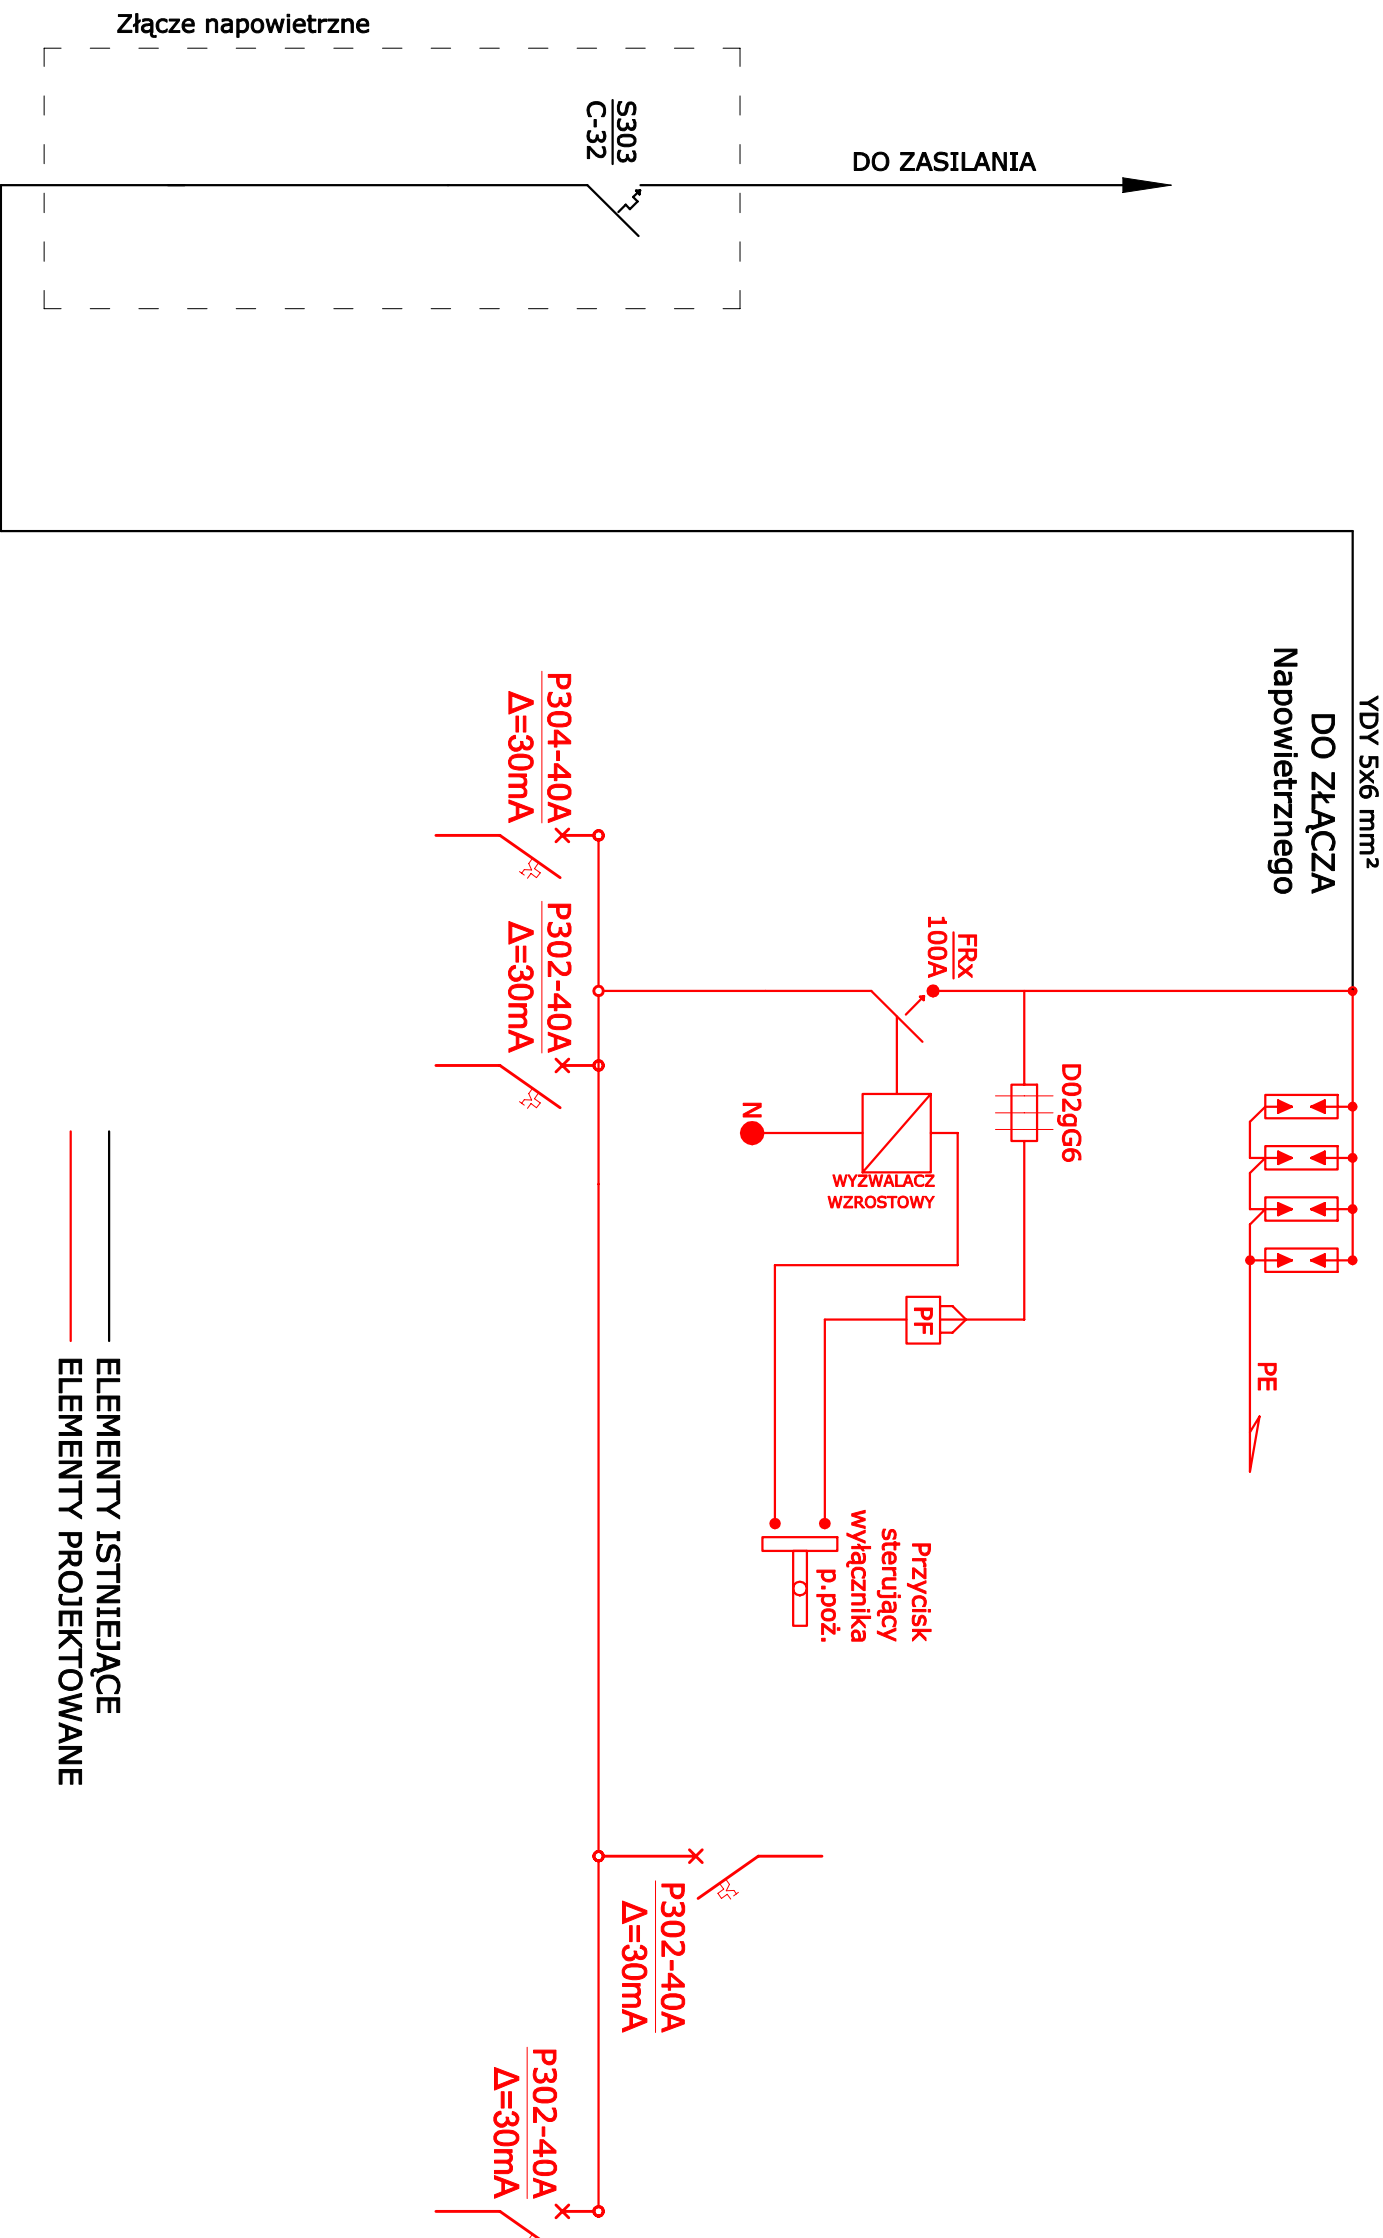 Złącze napowietrzne
S303
C-32
DO ZASILANIA
YDY 5x6 mm²
DO ZŁĄCZA
Napowietrznego
P304-40A
Δ=30mA
P302-40A
Δ=30mA
FRx
100A
D02gG6
N
WYZWALACZ
WZROSTOWY
PF
PE
Przycisk
sterujący
wyłącznika
p.poż.
P302-40A
Δ=30mA
P302-40A
Δ=30mA
ELEMENTY ISTNIEJĄCE
ELEMENTY PROJEKTOWANE